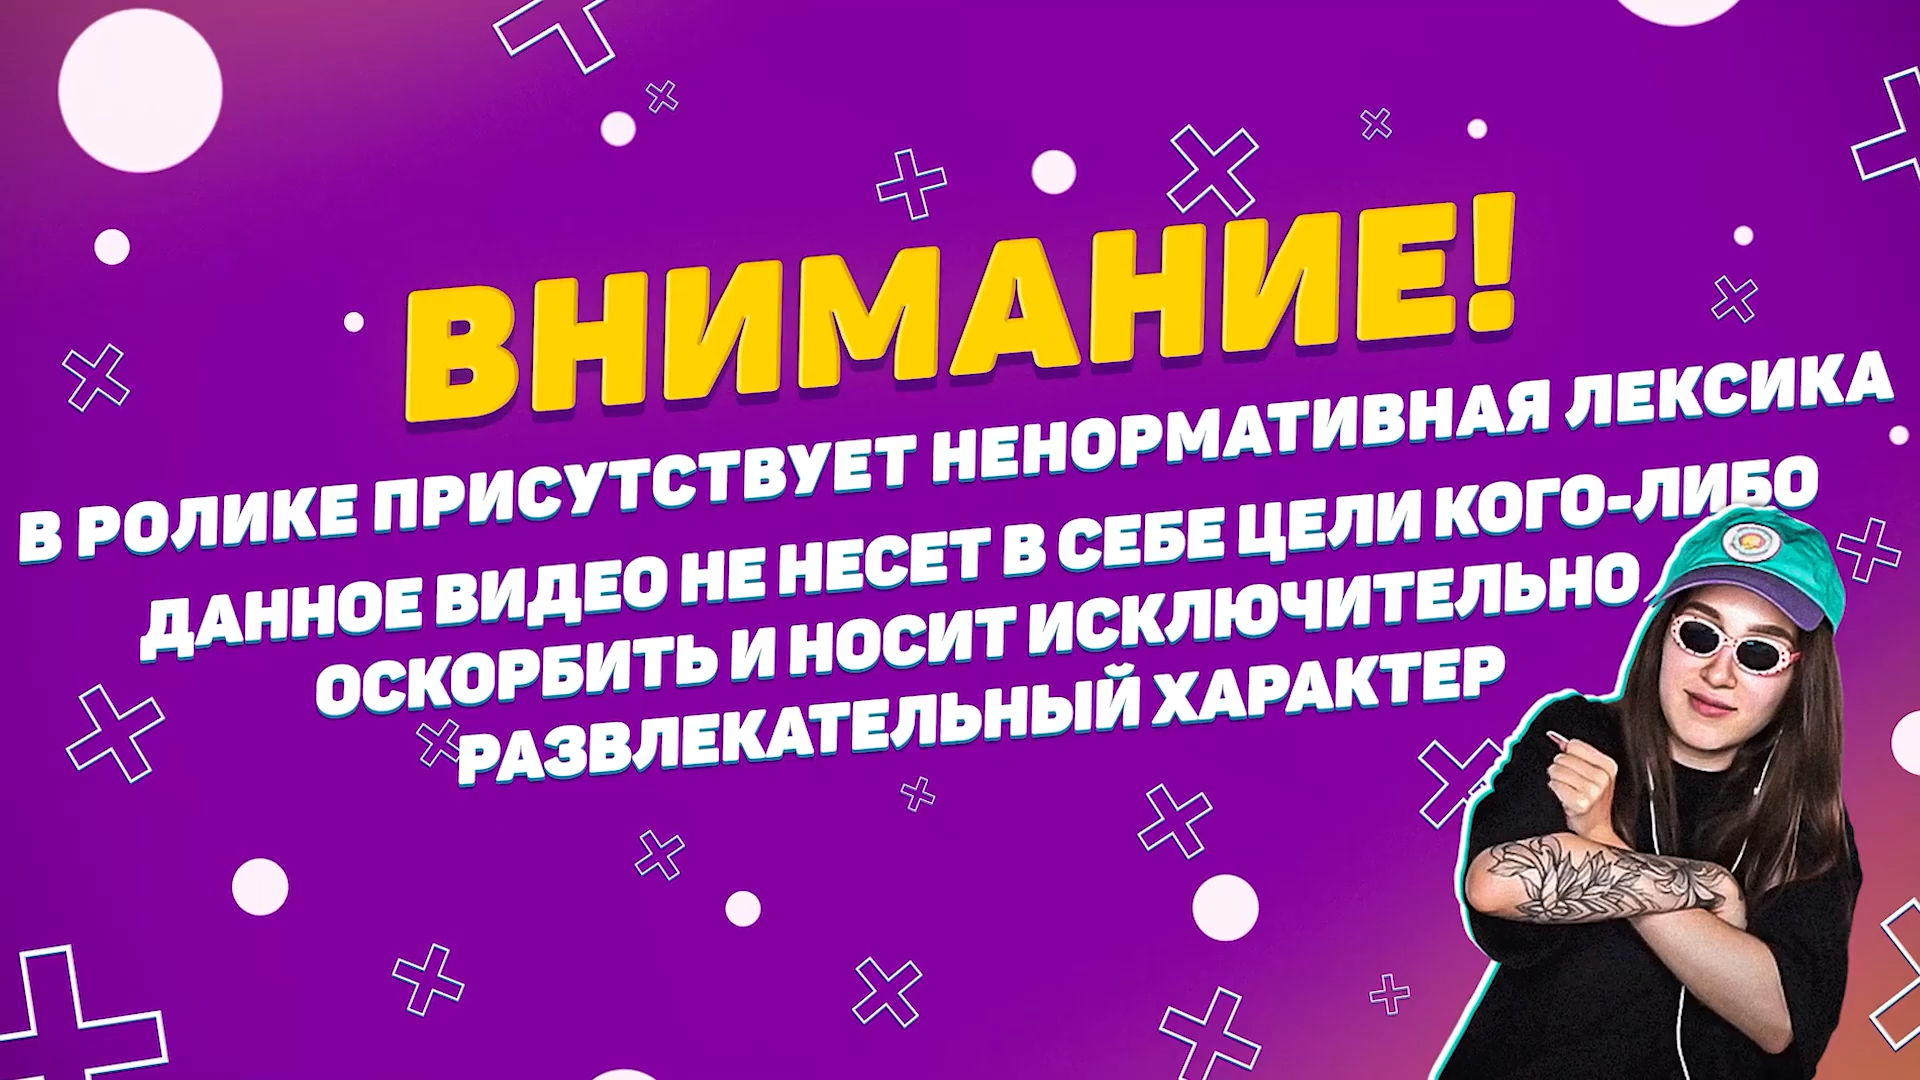 ВНИМАНИЕ!
В РОЛИКЕ ПРИСУТСТВУЕТ НЕНОРМАТИВНАЯ ЛЕКСИКА
ДАННОЕ ВИДЕО НЕ НЕСЕТ В СЕБЕ ЦЕЛИ КОГО-ЛИБО
ОСКОРБИТЬ И НОСИТ ИСКЛЮЧИТЕЛЬНО
РАЗВЛЕКАТЕЛЬНЫЙ ХАРАКТЕР